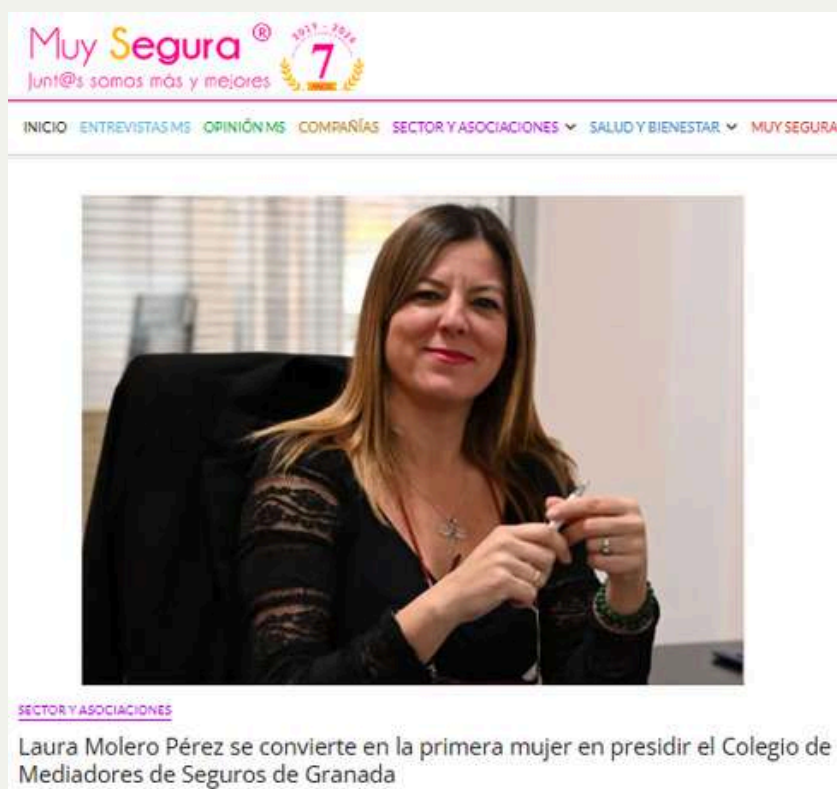 Muy Segura ®
Junt@s somos más y mejores
2019 - 2026
7
INICIO ENTREVISTAS MS OPINIÓN MS COMPAÑÍAS SECTOR Y ASOCIACIONES SALUD Y BIENESTAR MUY SEGURA
SECTOR Y ASOCIACIONES
Laura Molero Pérez se convierte en la primera mujer en presidir el Colegio de
Mediadores de Seguros de Granada